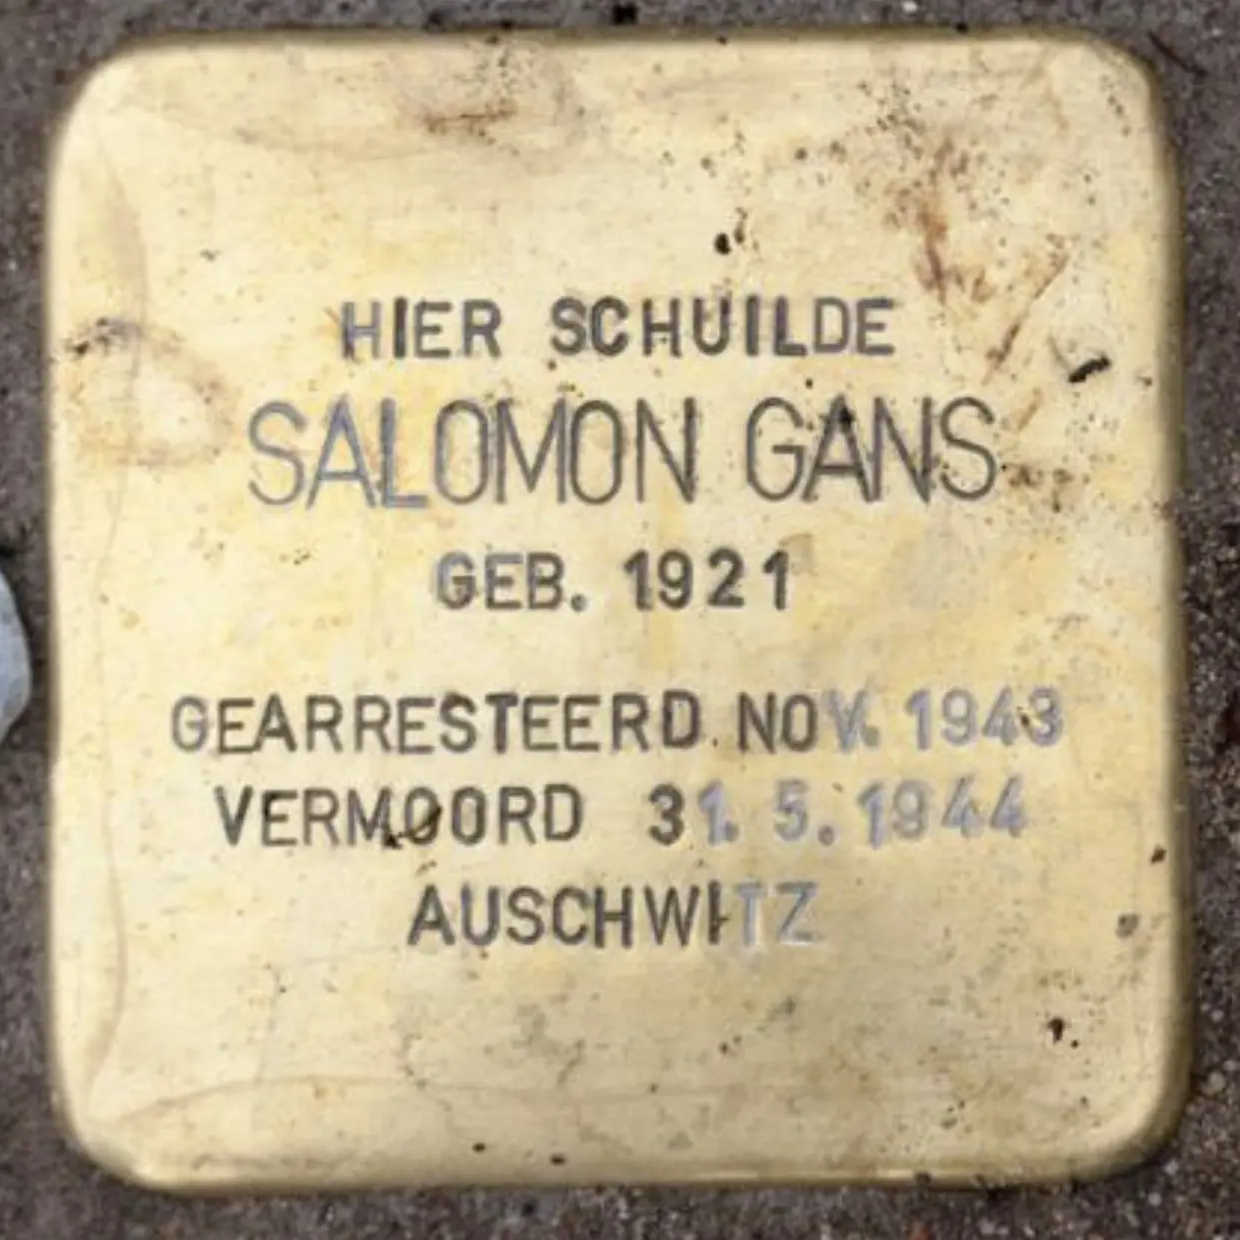 HIER SCHUILDE
SALOMON GANS
GEB. 1921
GEARRESTEERD NOV. 1943
VERMOORD 31. 5. 1944
AUSCHWITZ